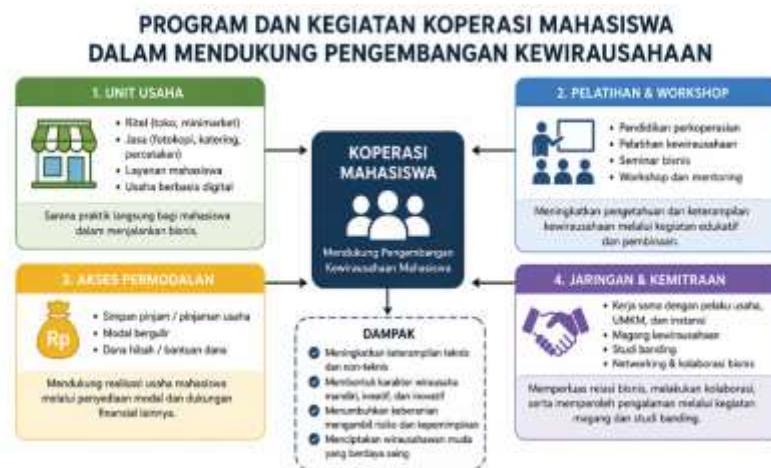 PROGRAM DAN KEGIATAN KOPERASI MAHASISWA
DALAM MENDUKUNG PENGEMBANGAN KEWIRAUSAHAAN
1. UNIT USAHA
• Ritel (toko, minimarket)
• Jasa (fotokopi, katering,
percetakan)
• Layanan mahasiswa
• Usaha berbasis digital
Sarana praktik langsung bagi mahasiswa
dalam menjalankan bisnis.
KOPERASI
MAHASISWA
Mendukung Pengembangan
Kewirausahaan Mahasiswa
2. PELATIHAN & WORKSHOP
• Pendidikan perkoperasian
• Pelatihan kewirausahaan
• Seminar bisnis
• Workshop dan mentoring
Meningkatkan pengetahuan dan keterampilan
kewirausahaan melalui kegiatan edukatif
dan pembinaan.
3. AKSES PERMODALAN
Rp
• Simpan pinjam / pinjaman usaha
• Modal bergulir
• Dana hibah / bantuan dana
Mendukung realisasi usaha mahasiswa
melalui penyediaan modal dan dukungan
finansial lainnya.
DAMPAK
Meningkatkan keterampilan teknis
dan non-teknis
Membentuk karakter wirausaha
mandiri, kreatif, dan inovatif
Menumbuhkan keberanian
mengambil risiko dan kepemimpinan
Menciptakan wirausahawan muda
yang berdaya saing
4. JARINGAN & KEMITRAAN
• Kerja sama dengan pelaku usaha,
UMKM, dan instansi
• Magang kewirausahaan
• Studi banding
• Networking & kolaborasi bisnis
Memperluas relasi bisnis, melakukan kolaborasi,
serta memperoleh pengalaman melalui kegiatan
magang dan studi banding.